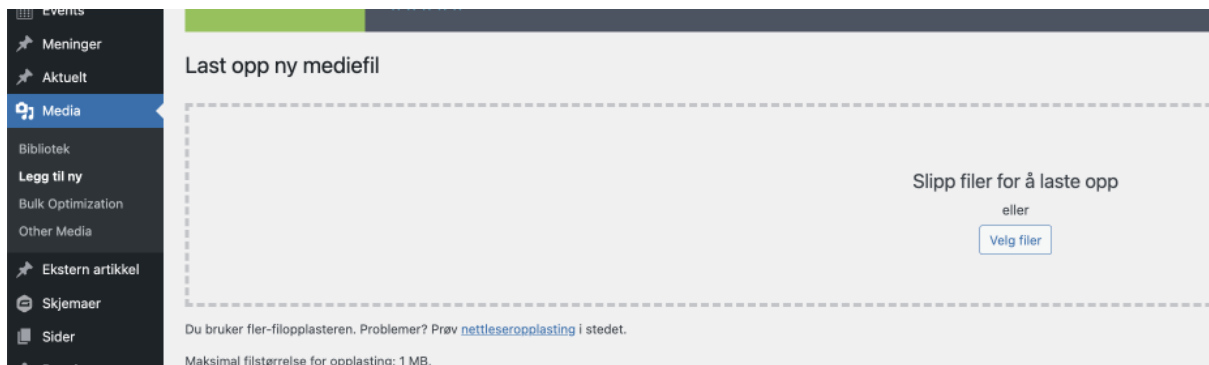 Events
Meninger
Aktuelt
Media
Bibliotek
Legg til ny
Bulk Optimization
Other Media
Ekstern artikkel
Skjemaer
Sider
Last opp ny mediefil
Slipp filer for å laste opp
eller
Velg filer
Du bruker fler-filopplasteren. Problemer? Prøv nettleseropplasting i stedet.
Maksimal filstørrelse for opplasting: 1 MB.